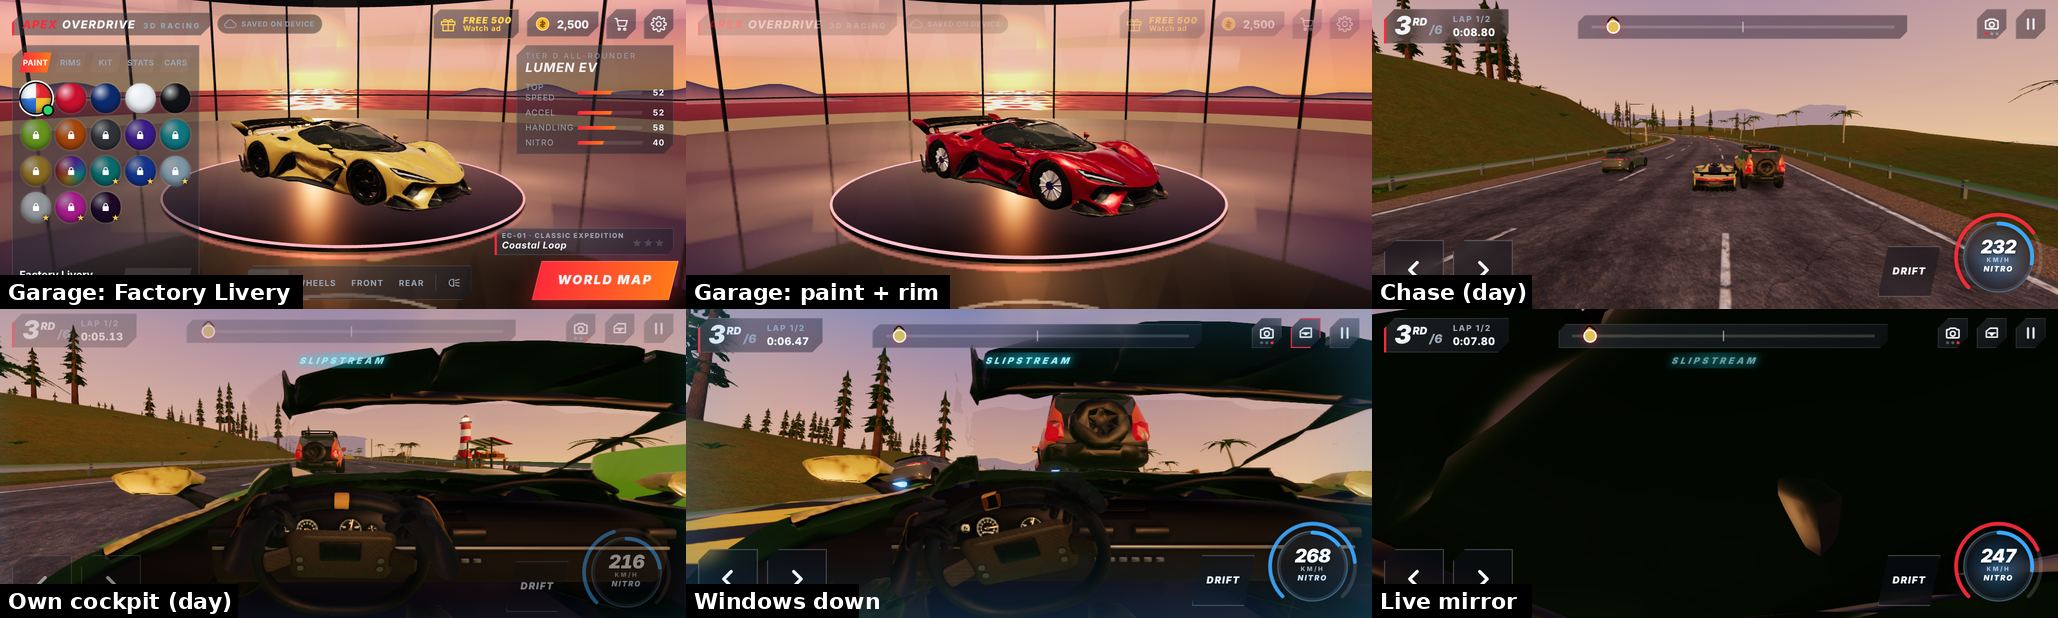 APEX OVERDRIVE 3D RACING
SAVED ON DEVICE
FREE 500
Watch ad
2,500
PAINT RIMS KIT STATS CARS
TIER D ALL-ROUNDER
LUMEN EV
TOP SPEED 52
ACCEL 52
HANDLING 58
NITRO 40
EC-01 · CLASSIC EXPEDITION
Coastal Loop
Factory Livery
WHEELS FRONT REAR
WORLD MAP
Garage: Factory Livery
APEX OVERDRIVE 3D RACING
SAVED ON DEVICE
FREE 500
Watch ad
2,500
Garage: paint + rim
3RD /6 LAP 1/2
0:08.80
232
KM/H
NITRO
DRIFT
Chase (day)
3RD /6 LAP 1/2
0:05.13
SLIPSTREAM
216
KM/H
NITRO
DRIFT
Own cockpit (day)
3RD /6 LAP 1/2
0:06.47
SLIPSTREAM
268
KM/H
NITRO
DRIFT
Windows down
3RD /6 LAP 1/2
0:07.80
SLIPSTREAM
247
KM/H
NITRO
DRIFT
Live mirror